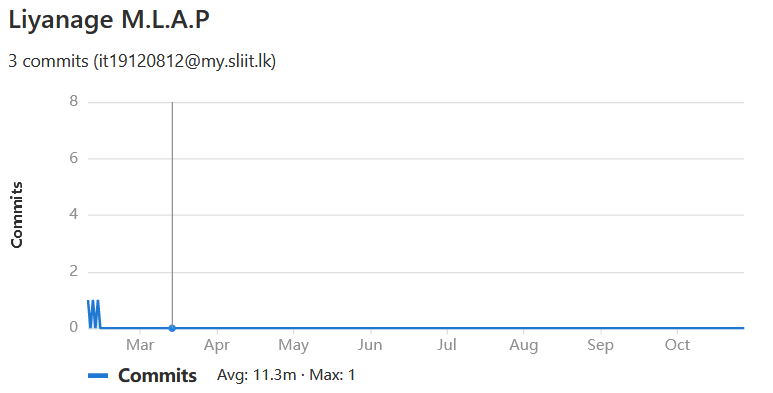 Liyanage M.L.A.P
3 commits (it19120812@my.sliit.lk)
8
6
4
2
0
Commits
Mar Apr May Jun Jul Aug Sep Oct
Commits Avg: 11.3m · Max: 1